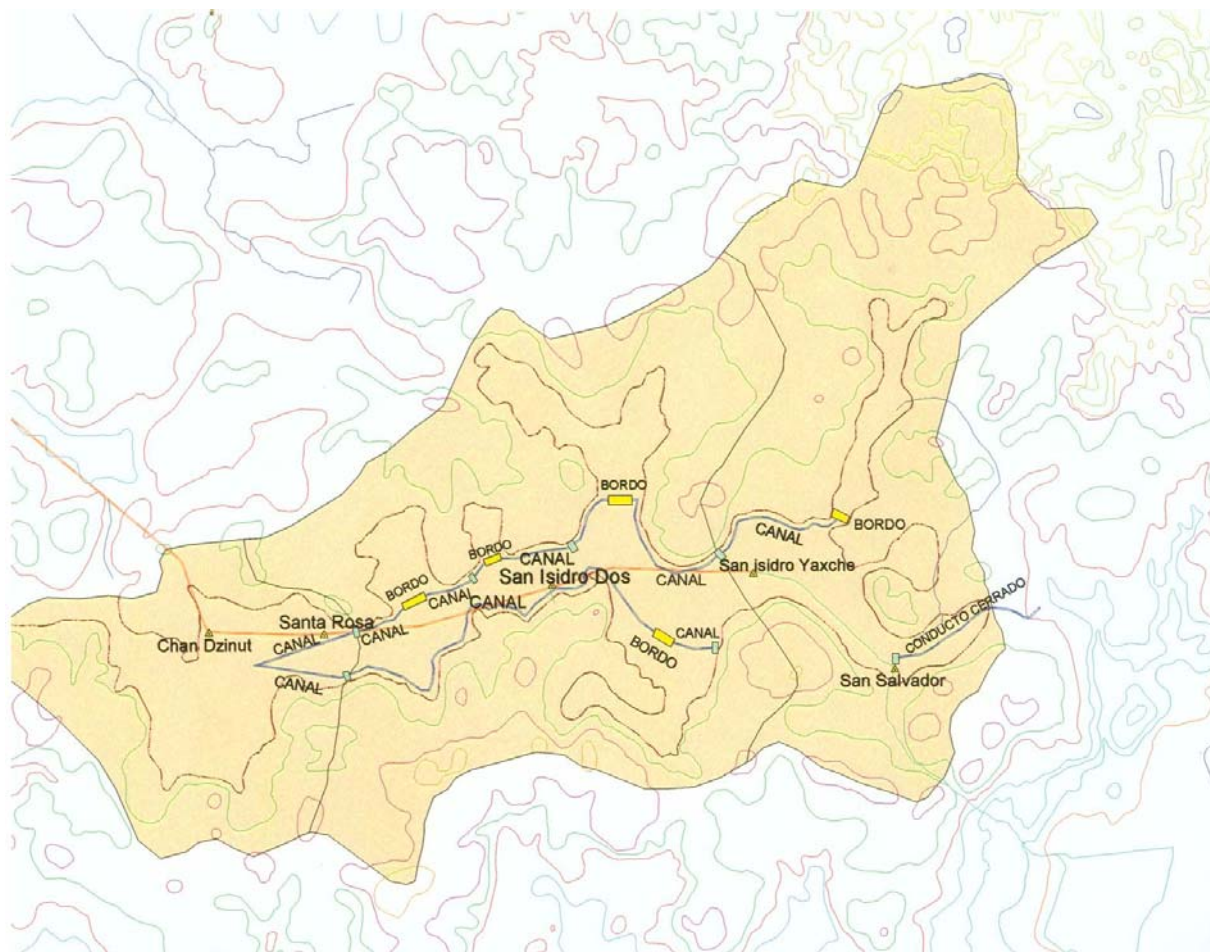 BORDO
CANAL
BORDO
San isidro Yaxche
BORDO
CANAL
San Isidro Dos
CANAL
BORDO
CANAL
CANAL
Santa Rosa
CANAL
CANAL
Chan Dzinut
CANAL
BORDO
CANAL
CONDUCTO CERRADO
San Salvador